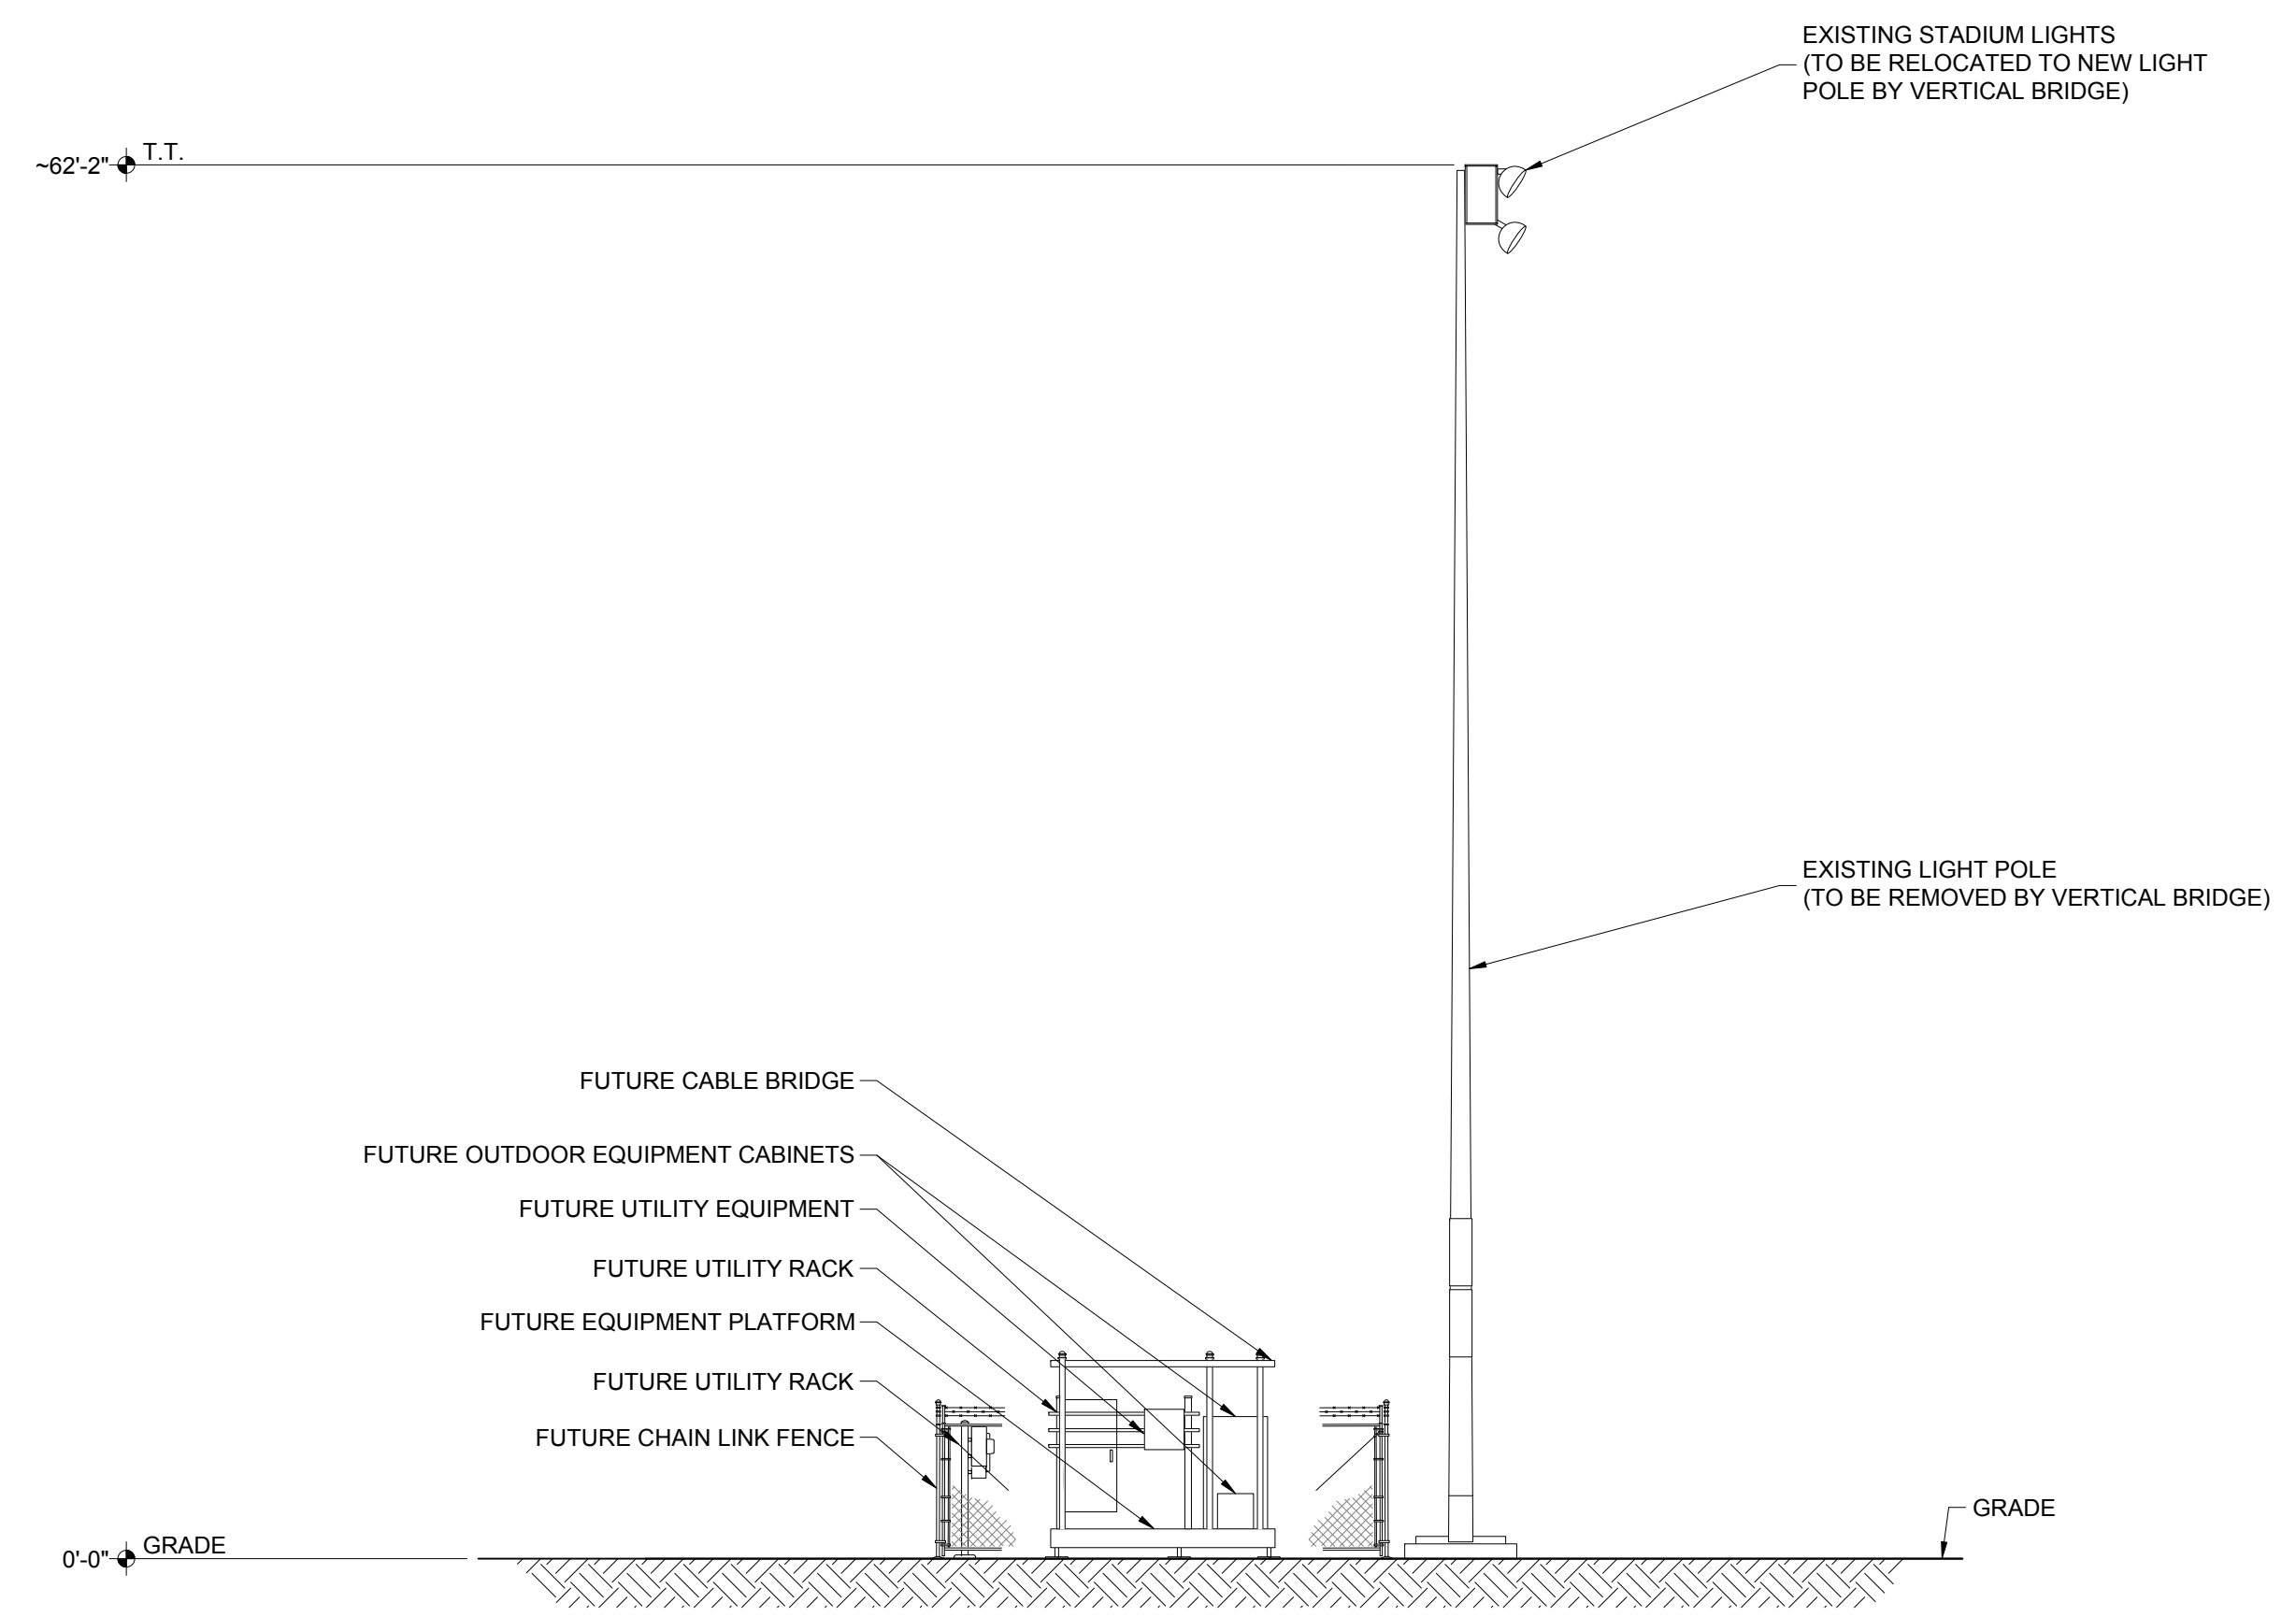 EXISTING STADIUM LIGHTS
(TO BE RELOCATED TO NEW LIGHT
POLE BY VERTICAL BRIDGE)
~62'-2"
T.T.
EXISTING LIGHT POLE
(TO BE REMOVED BY VERTICAL BRIDGE)
FUTURE CABLE BRIDGE
FUTURE OUTDOOR EQUIPMENT CABINETS
FUTURE UTILITY EQUIPMENT
FUTURE UTILITY RACK
FUTURE EQUIPMENT PLATFORM
FUTURE UTILITY RACK
FUTURE CHAIN LINK FENCE
GRADE
0'-0"
GRADE